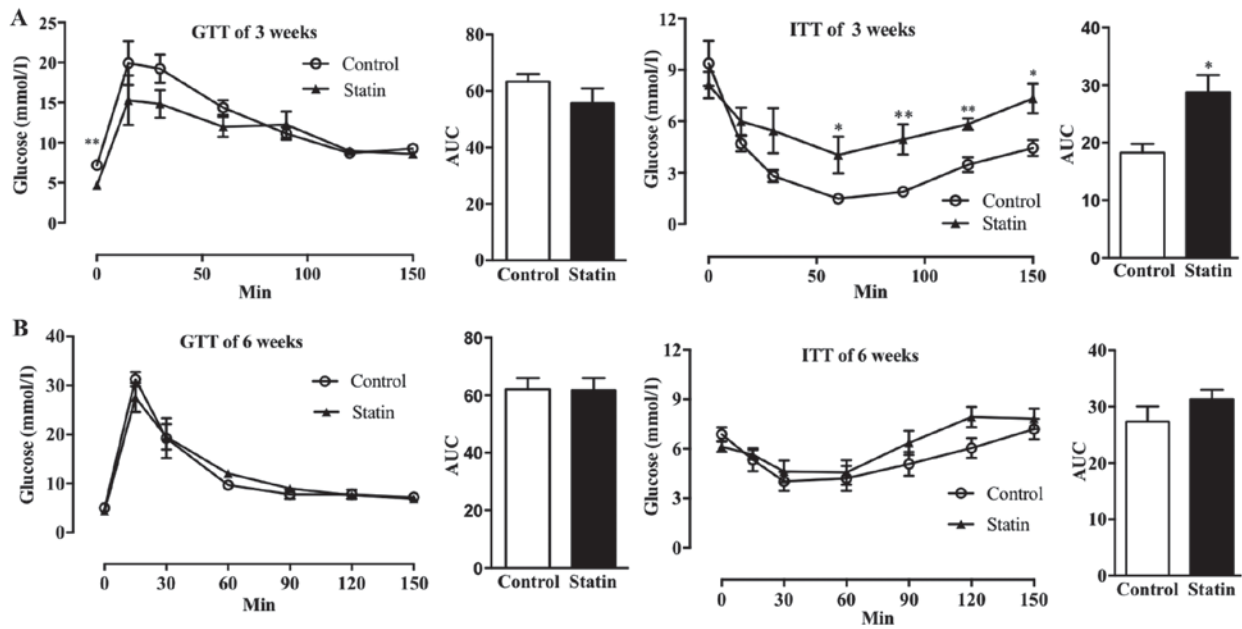 A
GTT of 3 weeks
Glucose (mmol/l)
25
20
15
10
5
0
**
Control
Statin
0
50
100
150
Min
AUC
80
60
40
20
0
Control
Statin
ITT of 3 weeks
Glucose (mmol/l)
12
9
6
3
0
*
**
**
*
Control
Statin
0
50
100
150
Min
AUC
40
30
20
10
0
*
Control
Statin
B
GTT of 6 weeks
Glucose (mmol/l)
40
30
20
10
0
Control
Statin
0
30
60
90
120
150
Min
AUC
80
60
40
20
0
Control
Statin
ITT of 6 weeks
Glucose (mmol/l)
12
9
6
3
0
Control
Statin
0
30
60
90
120
150
Min
AUC
40
30
20
10
0
Control
Statin